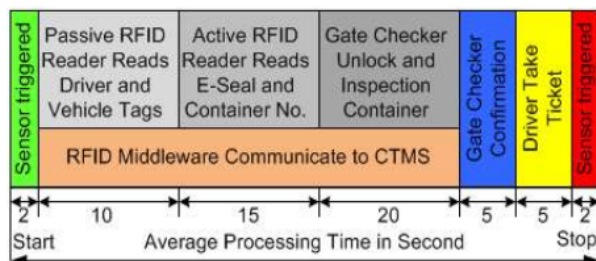 Sensor triggered
Passive RFID
Reader Reads
Driver and
Vehicle Tags
Active RFID
Reader Reads
E-Seal and
Container No.
Gate Checker
Unlock and
Inspection
Container
RFID Middleware Communicate to CTMS
Gate Checker
Confirmation
Driver Take
Ticket
Sensor triggered
2 10 15 20 5 5 2
Start Average Processing Time in Second Stop